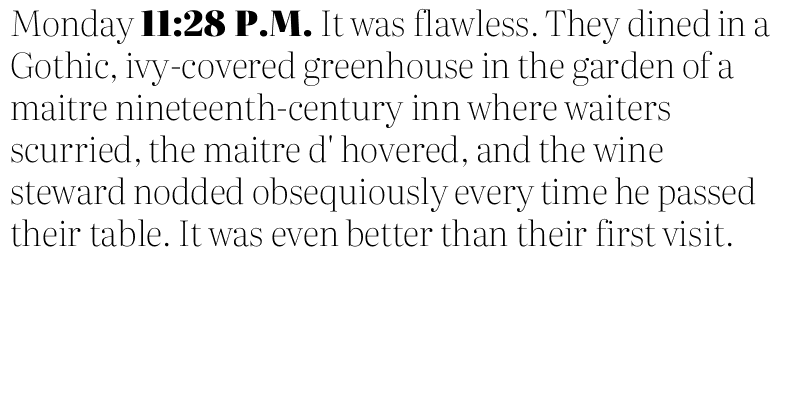 Monday 11:28 P.M. It was flawless. They dined in a
Gothic, ivy-covered greenhouse in the garden of a
maitre nineteenth-century inn where waiters
scurried, the maitre d' hovered, and the wine
steward nodded obsequiously every time he passed
their table. It was even better than their first visit.